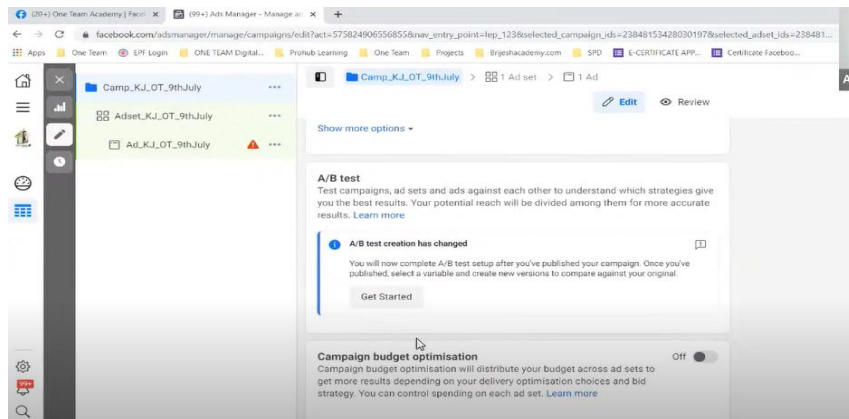 (20+) One Team Academy | Faceb
(99+) Ads Manager - Manage ad
facebook.com/adsmanager/manage/campaigns/edit?act=575824906556855&nav_entry_point=lep_123&selected_campaign_ids=23848153428030197&selected_adset_ids=238481...
Apps One Team EPF Login ONE TEAM Digital... Prohub Learning One Team Projects Brijeshacademy.com SPD E-CERTIFICATE APP... Certificate Faceboo...
Camp_KJ_OT_9thJuly
Adset_KJ_OT_9thJuly
Ad_KJ_OT_9thJuly
99+
Camp_KJ_OT_9thJuly > 1 Ad set > 1 Ad
Edit Review
Show more options
A/B test
Test campaigns, ad sets and ads against each other to understand which strategies give
you the best results. Your potential reach will be divided among them for more accurate
results. Learn more
A/B test creation has changed
You will now complete A/B test setup after you've published your campaign. Once you've
published, select a variable and create new versions to compare against your original.
Get Started
Campaign budget optimisation Off
Campaign budget optimisation will distribute your budget across ad sets to
get more results depending on your delivery optimisation choices and bid
strategy. You can control spending on each ad set. Learn more